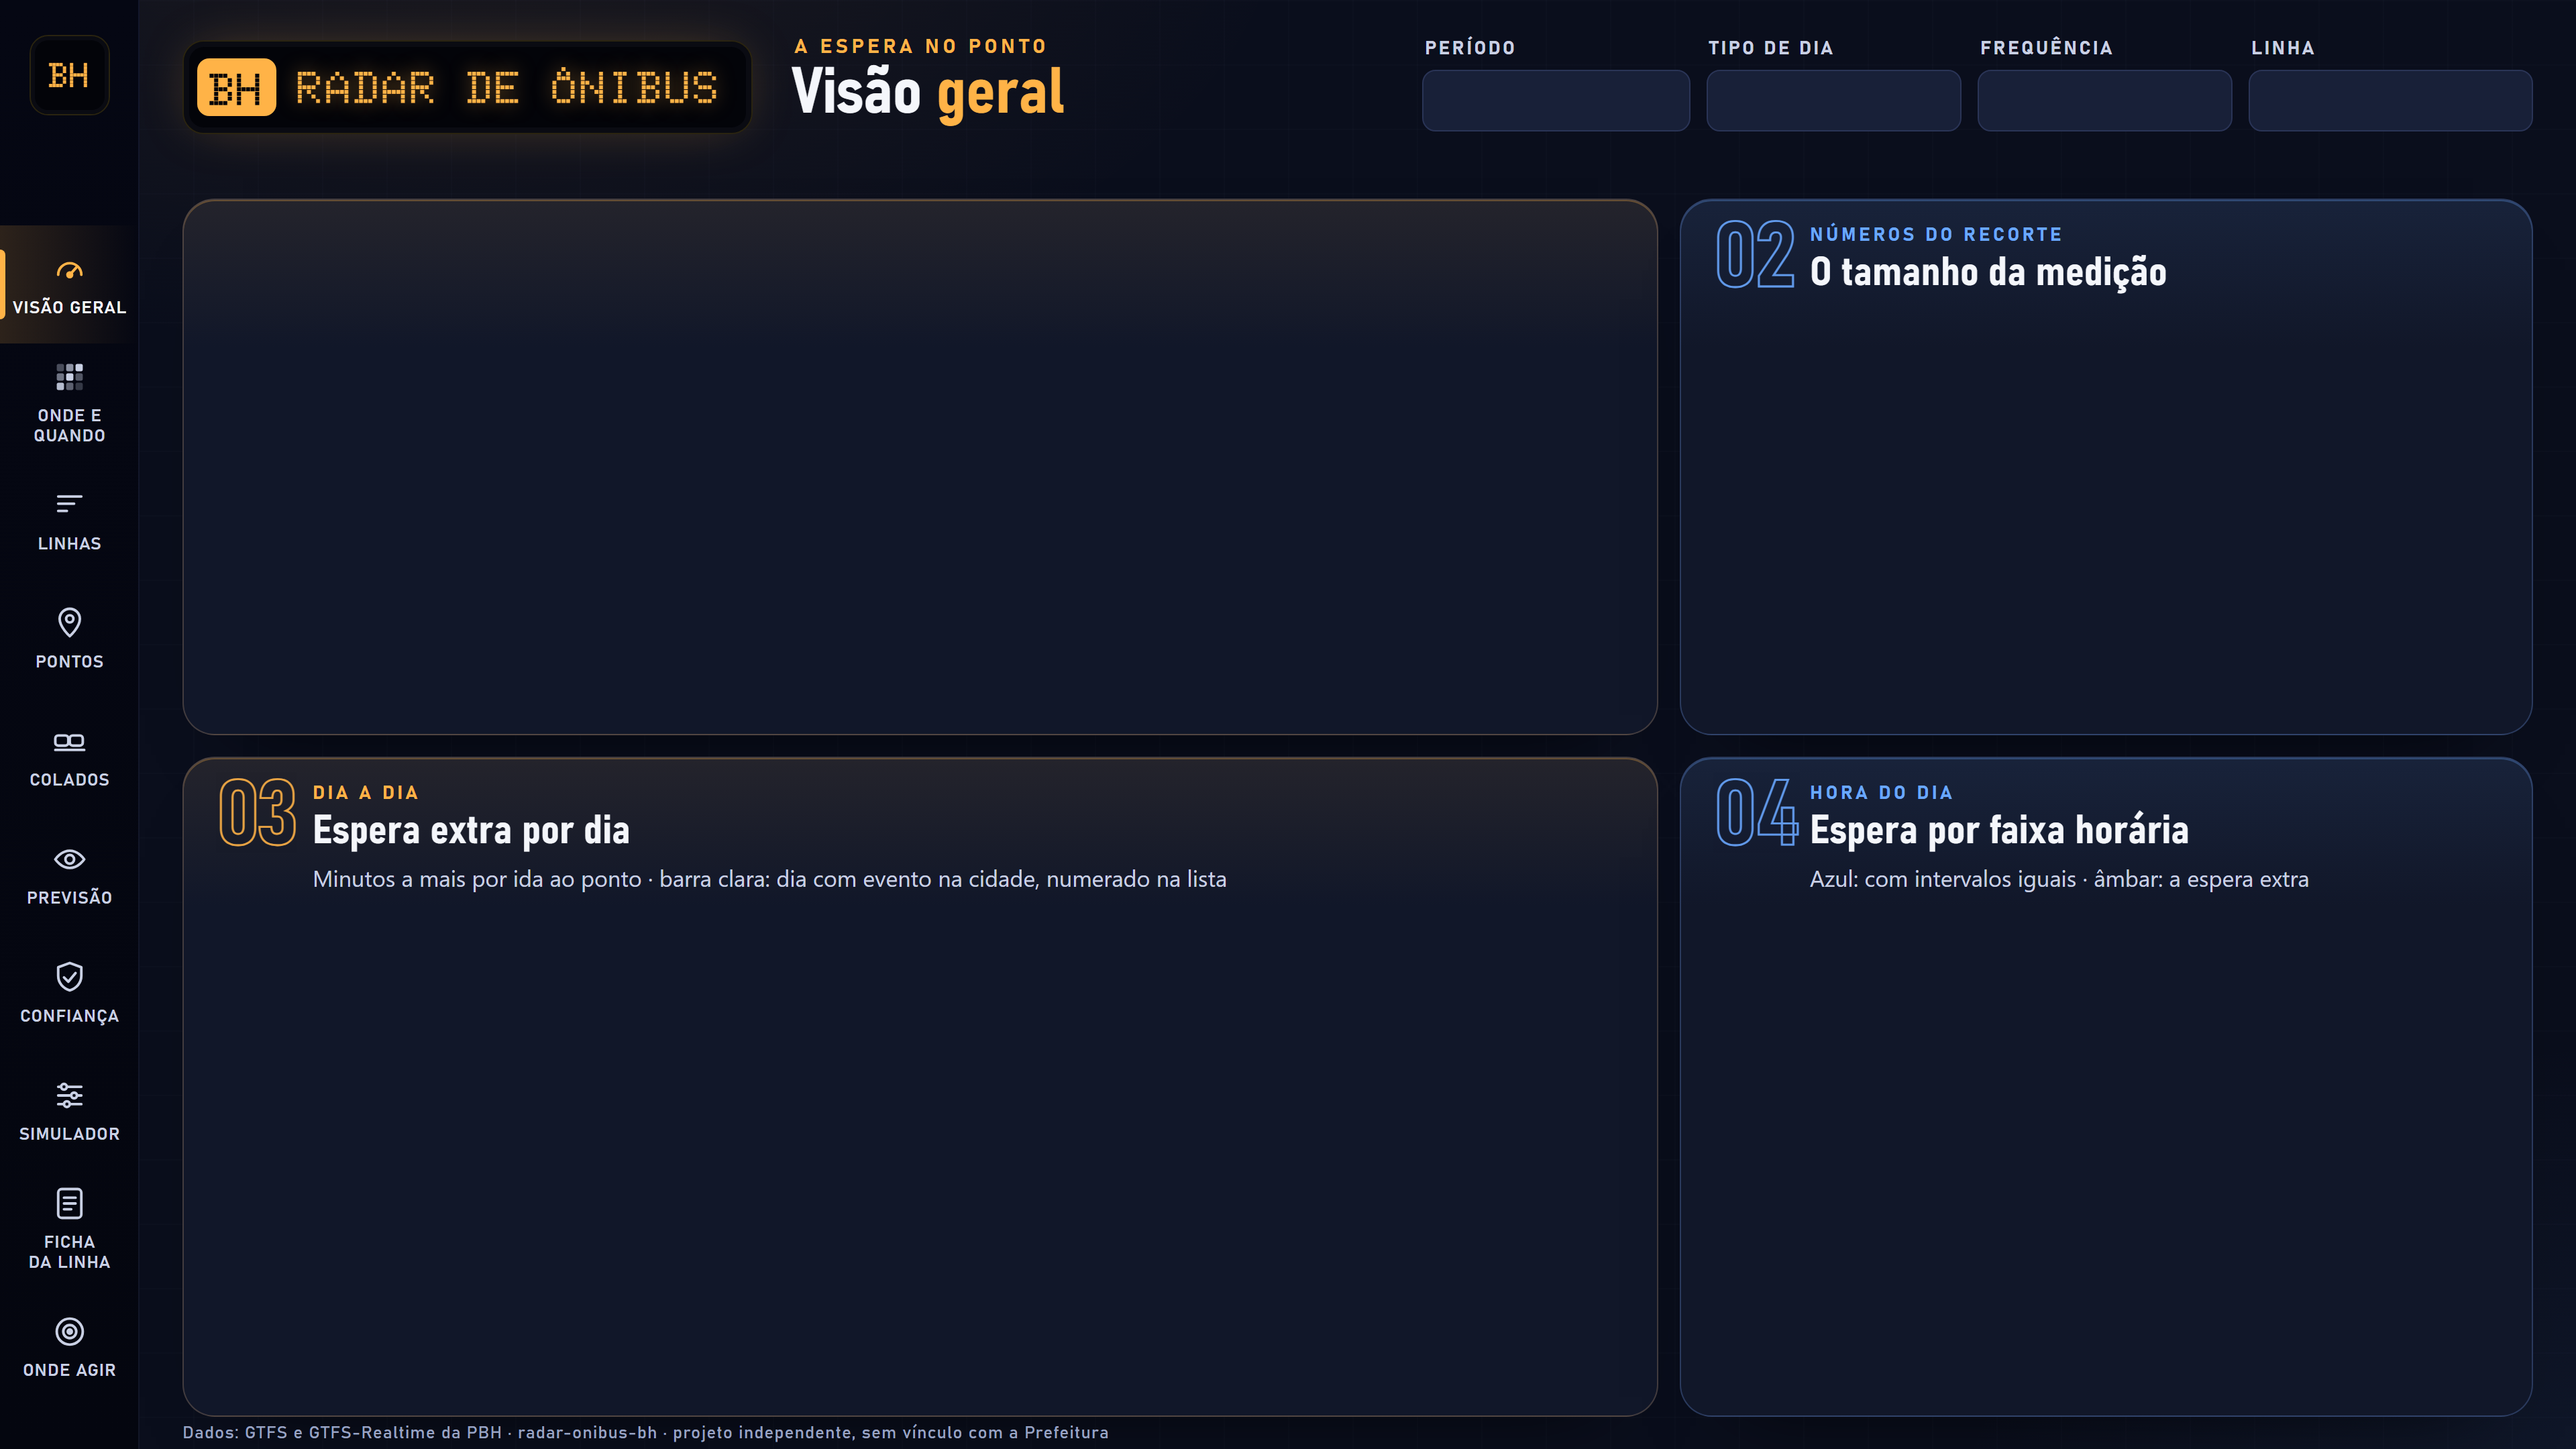 BH
BH RADAR DE ÔNIBUS
A ESPERA NO PONTO
Visão geral
PERÍODO
TIPO DE DIA
FREQUÊNCIA
LINHA
VISÃO GERAL
ONDE E
QUANDO
LINHAS
PONTOS
COLADOS
PREVISÃO
CONFIANÇA
SIMULADOR
FICHA
DA LINHA
ONDE AGIR
02
NÚMEROS DO RECORTE
O tamanho da medição
03
DIA A DIA
Espera extra por dia
Minutos a mais por ida ao ponto · barra clara: dia com evento na cidade, numerado na lista
04
HORA DO DIA
Espera por faixa horária
Azul: com intervalos iguais · âmbar: a espera extra
Dados: GTFS e GTFS-Realtime da PBH · radar-onibus-bh · projeto independente, sem vínculo com a Prefeitura